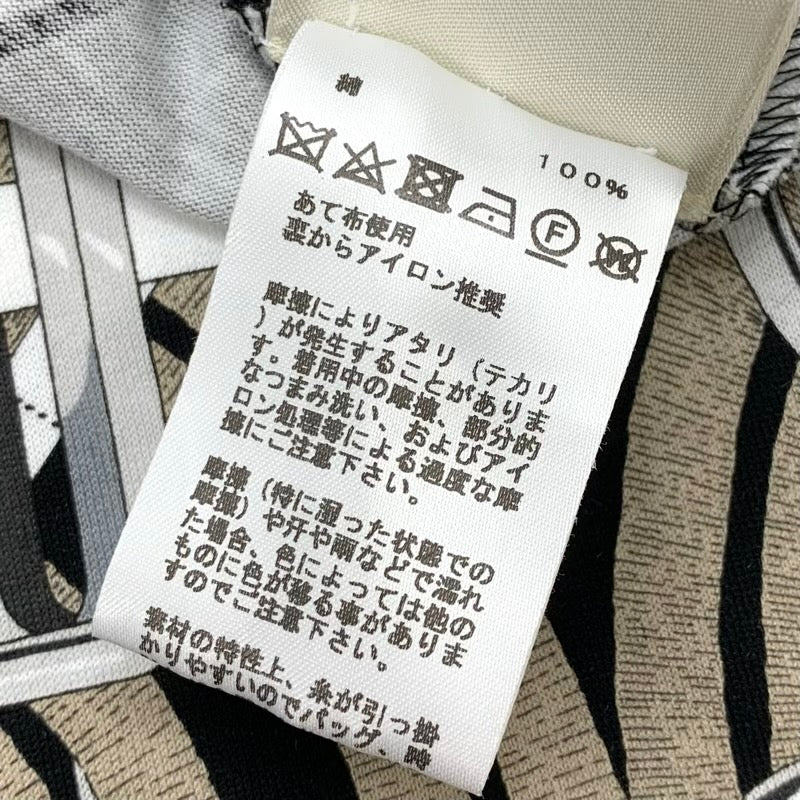 綿
100%
F
W
あて布使用
裏からアイロン推奨
摩擦によりアタリ（テカリ
）が発生することがありま
す。着用中の摩擦、部分的
なつまみ洗い、およびアイ
ロン処理等による過度な摩
擦にご注意下さい。
摩擦（特に湿った状態での
摩擦）や汗や雨などで濡れ
た場合、色によっては他の
ものに色が移る事がありま
すのでご注意下さい。
素材の特性上、糸が引っ掛
かりやすいのでバッグ、時